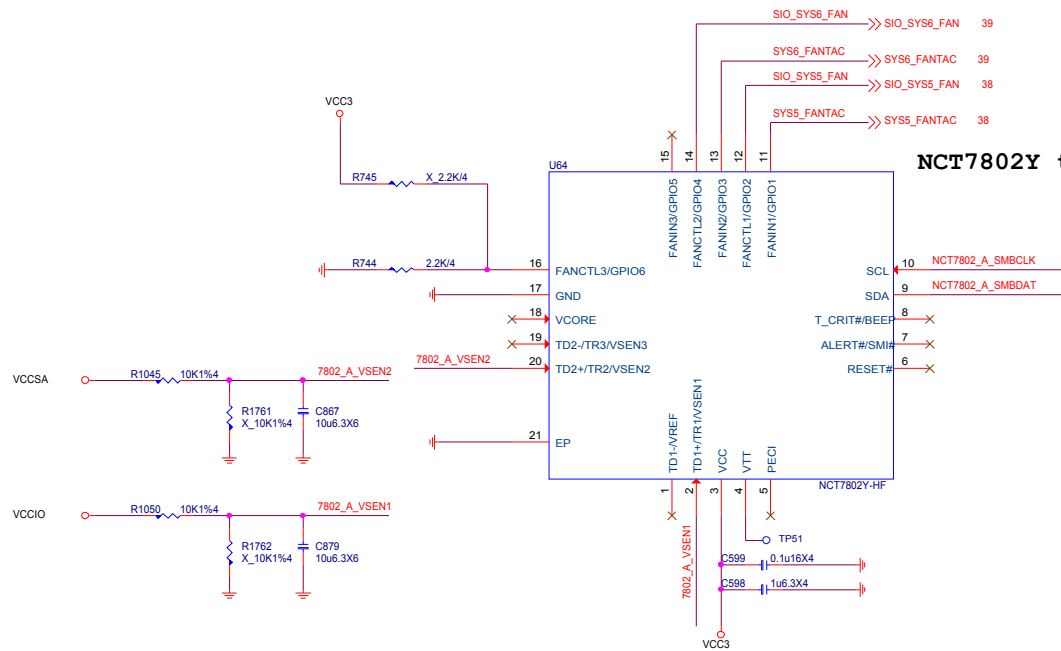 SIO_SYS6_FAN
SIO_SYS6_FAN 39
SYS6_FANTAC
SYS6_FANTAC 39
SIO_SYS5_FAN
SIO_SYS5_FAN 38
SYS5_FANTAC
SYS5_FANTAC 38
VCC3
NCT7802Y
U64
15
14
13
12
11
FANIN3/GPIO5
FANCTL2/GPIO4
FANIN2/GPIO3
FANCTL1/GPIO2
FANIN1/GPIO1
R745 X_2.2K/4
R744 2.2K/4
16 FANCTL3/GPIO6
17 GND
18 VCORE
19 TD2-/TR3/VSEN3
7802_A_VSEN2
20 TD2+/TR2/VSEN2
21 EP
SCL 10 NCT7802_A_SMBCLK
SDA 9 NCT7802_A_SMBDAT
T_CRIT#/BEEP 8
ALERT#/SMI# 7
RESET# 6
TD1-/VREF
TD1+/TR1/VSEN1
VCC
VTT
PECI
NCT7802Y-HF
1
2
3
4
5
VCCSA
R1045 10K1%4
7802_A_VSEN2
R1761
X_10K1%4
C867
10u6.3X6
VCCIO
R1050 10K1%4
7802_A_VSEN1
R1762
X_10K1%4
C879
10u6.3X6
7802_A_VSEN1
TP51
C599 0.1u16X4
C598 1u6.3X4
VCC3